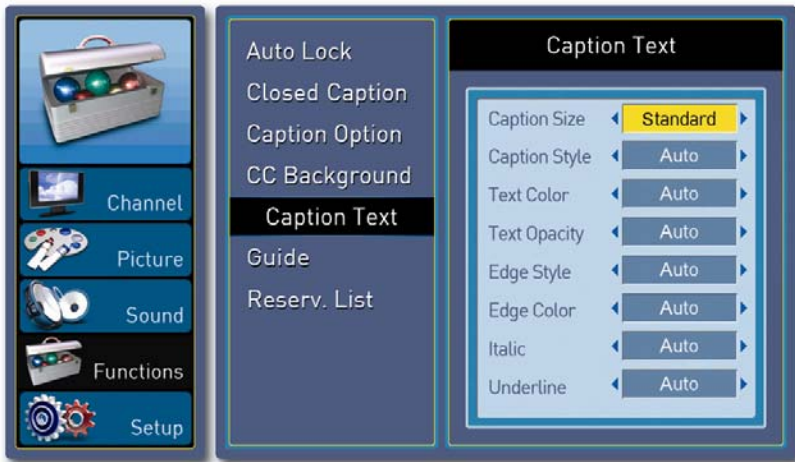 Channel
Picture
Sound
Functions
Setup
Auto Lock
Closed Caption
Caption Option
CC Background
Caption Text
Guide
Reserv. List
Caption Text
Caption Size Standard
Caption Style Auto
Text Color Auto
Text Opacity Auto
Edge Style Auto
Edge Color Auto
Italic Auto
Underline Auto